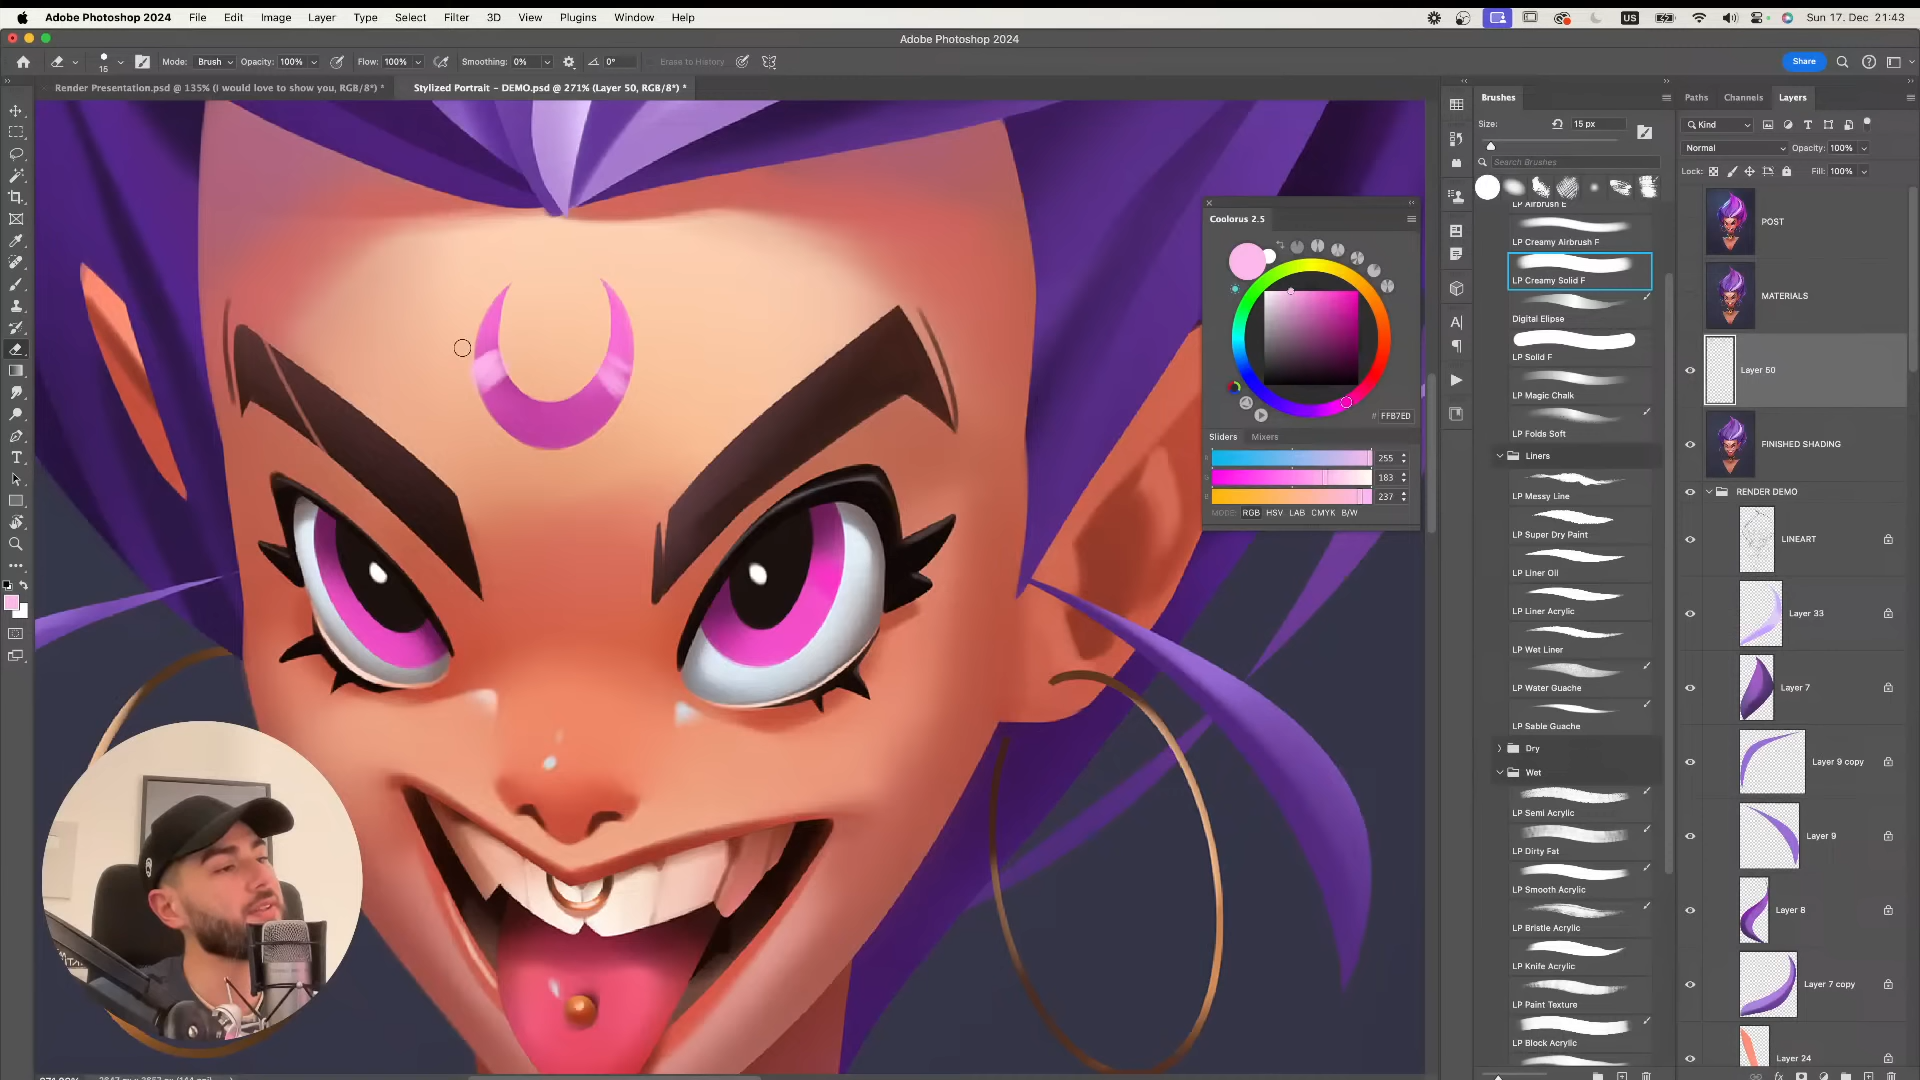 Adobe Photoshop 2024 File Edit Image Layer Type Select Filter 3D View Plugins Window Help
US
Sun 17. Dec 21:43
Adobe Photoshop 2024
15
Mode: Brush
Opacity: 100%
Flow: 100%
Smoothing: 0%
0°
Erase to History
Share
Render Presentation.psd @ 135% (I would love to show you, RGB/8*) *
Stylized Portrait - DEMO.psd @ 271% (Layer 50, RGB/8*) *
Coolorus 2.5
# FFB7ED
Sliders Mixers
255
183
237
MODE: RGB HSV LAB CMYK B/W
Brushes
Size: 15 px
Search Brushes
LP Airbrush E
LP Creamy Airbrush F
LP Creamy Solid F
Digital Elipse
LP Solid F
LP Magic Chalk
LP Folds Soft
Liners
LP Messy Line
LP Super Dry Paint
LP Liner Oil
LP Liner Acrylic
LP Wet Liner
LP Water Guache
LP Sable Guache
Dry
Wet
LP Semi Acrylic
LP Dirty Fat
LP Smooth Acrylic
LP Bristle Acrylic
LP Knife Acrylic
LP Paint Texture
LP Block Acrylic
Paths Channels Layers
Kind
Normal
Opacity: 100%
Lock:
Fill: 100%
POST
MATERIALS
Layer 50
FINISHED SHADING
RENDER DEMO
LINEART
Layer 33
Layer 7
Layer 9 copy
Layer 9
Layer 8
Layer 7 copy
Layer 24